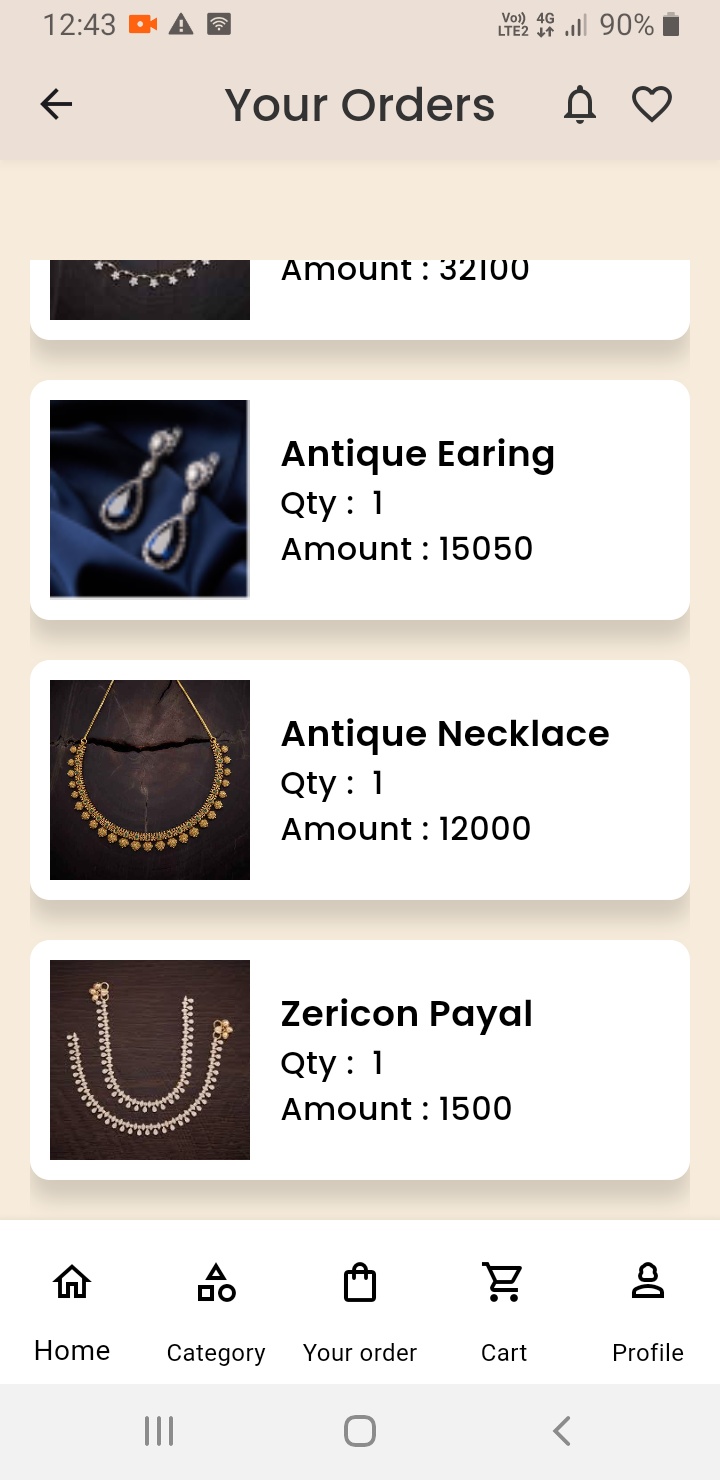 12:43
Vo)) 4G 90%
LTE2
Your Orders
Amount : 32100
Antique Earing
Qty : 1
Amount : 15050
Antique Necklace
Qty : 1
Amount : 12000
Zericon Payal
Qty : 1
Amount : 1500
Home Category Your order Cart Profile